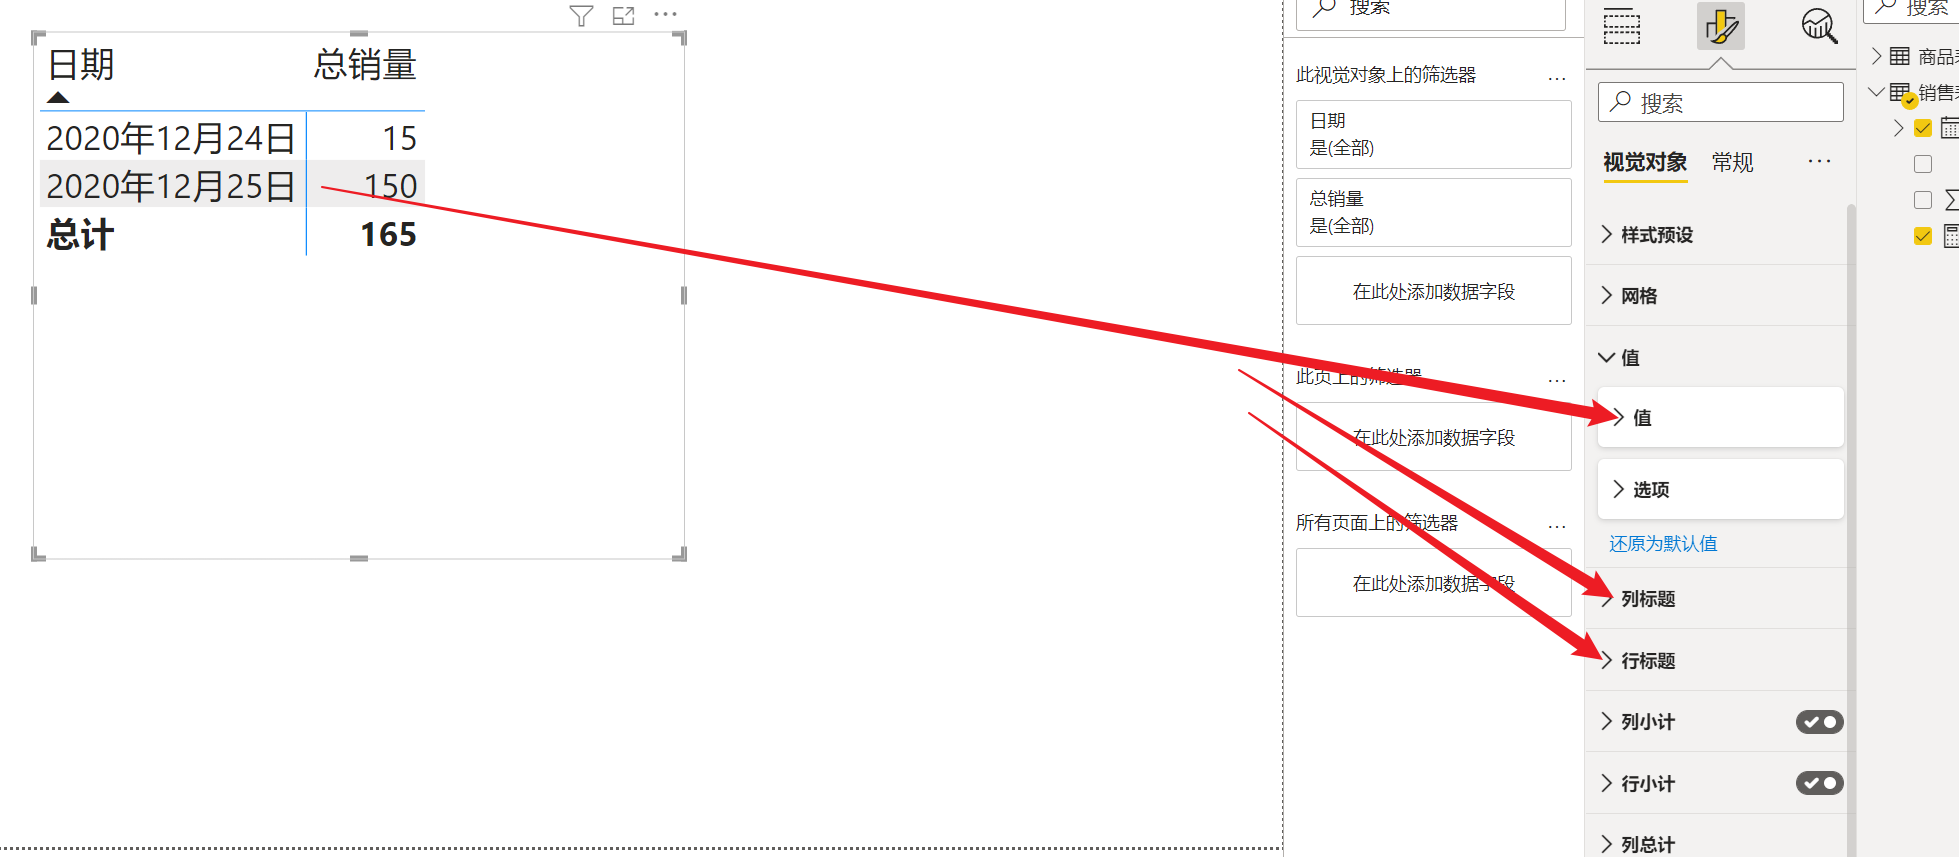 日期 总销量
2020年12月24日 15
2020年12月25日 150
总计 165
搜索
此视觉对象上的筛选器 ...
日期
是(全部)
总销量
是(全部)
在此处添加数据字段
此页上的筛选器 ...
在此处添加数据字段
所有页面上的筛选器 ...
在此处添加数据字段
搜索
视觉对象 常规 ...
样式预设
网格
值
值
选项
还原为默认值
列标题
行标题
列小计
行小计
列总计
搜索
商品
销售